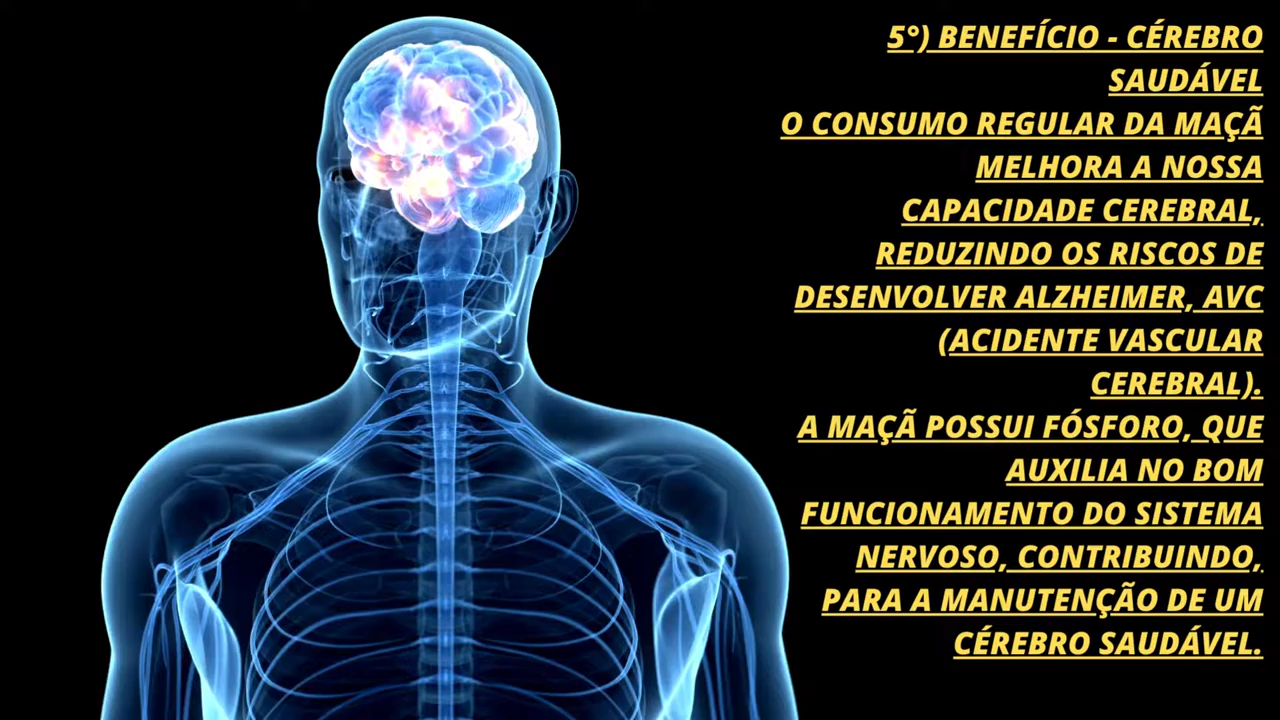 5°) BENEFÍCIO - CÉREBRO
SAUDÁVEL
O CONSUMO REGULAR DA MAÇÃ
MELHORA A NOSSA
CAPACIDADE CEREBRAL,
REDUZINDO OS RISCOS DE
DESENVOLVER ALZHEIMER, AVC
(ACIDENTE VASCULAR
CEREBRAL).
A MAÇÃ POSSUI FÓSFORO, QUE
AUXILIA NO BOM
FUNCIONAMENTO DO SISTEMA
NERVOSO, CONTRIBUINDO,
PARA A MANUTENÇÃO DE UM
CÉREBRO SAUDÁVEL.